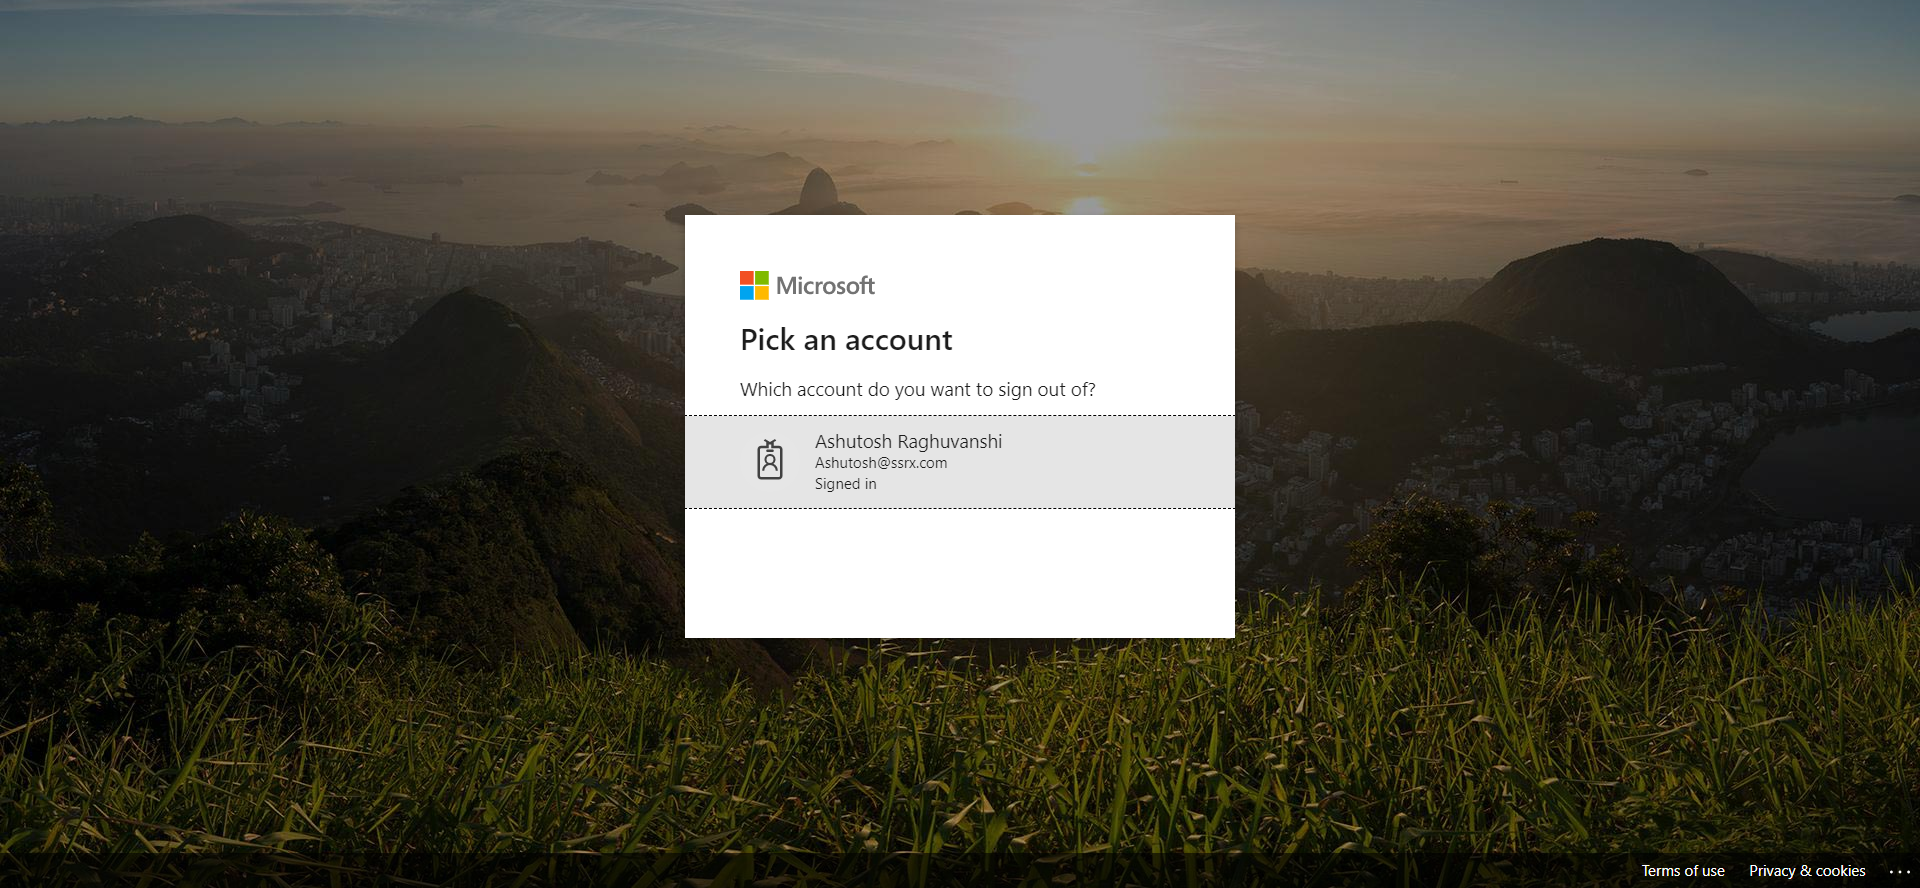 Microsoft
Pick an account
Which account do you want to sign out of?
Ashutosh Raghuvanshi
Ashutosh@ssrx.com
Signed in
Terms of use Privacy & cookies ...